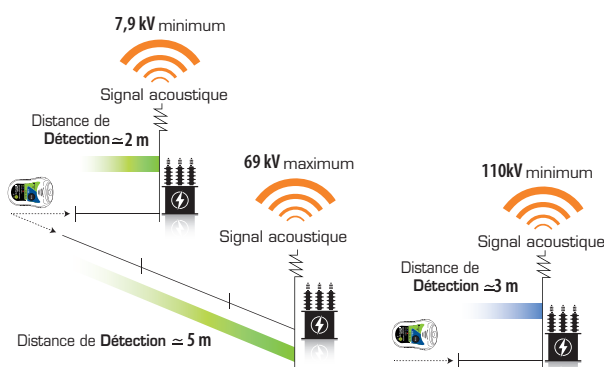 7,9 kV minimum
Signal acoustique
Distance de
Détection ≃ 2 m
69 kV maximum
Signal acoustique
Distance de Détection ≃ 5 m
110kV minimum
Signal acoustique
Distance de
Détection ≃3 m